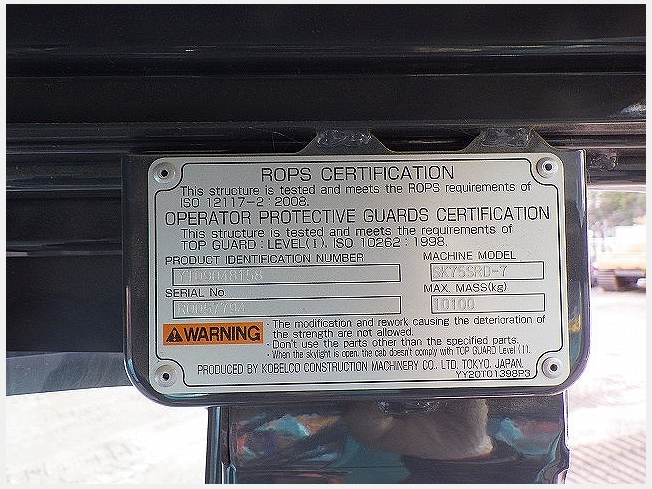 ROPS CERTIFICATION
This structure is tested and meets the ROPS requirements of
ISO 12117-2 : 2008.
OPERATOR PROTECTIVE GUARDS CERTIFICATION
This structure is tested and meets the requirements of
TOP GUARD : LEVEL(I), ISO 10262 : 1998.
PRODUCT IDENTIFICATION NUMBER
MACHINE MODEL
SK75SRD-7
SERIAL No.
MAX. MASS(kg)
10100
WARNING
· The modification and rework causing the deterioration of
the strength are not allowed.
· Don't use the parts other than the specified parts.
· When the skylight is open, the cab doesn't comply with TOP GUARD Level (I).
PRODUCED BY KOBELCO CONSTRUCTION MACHINERY CO., LTD. TOKYO, JAPAN.
YY20T01398P3